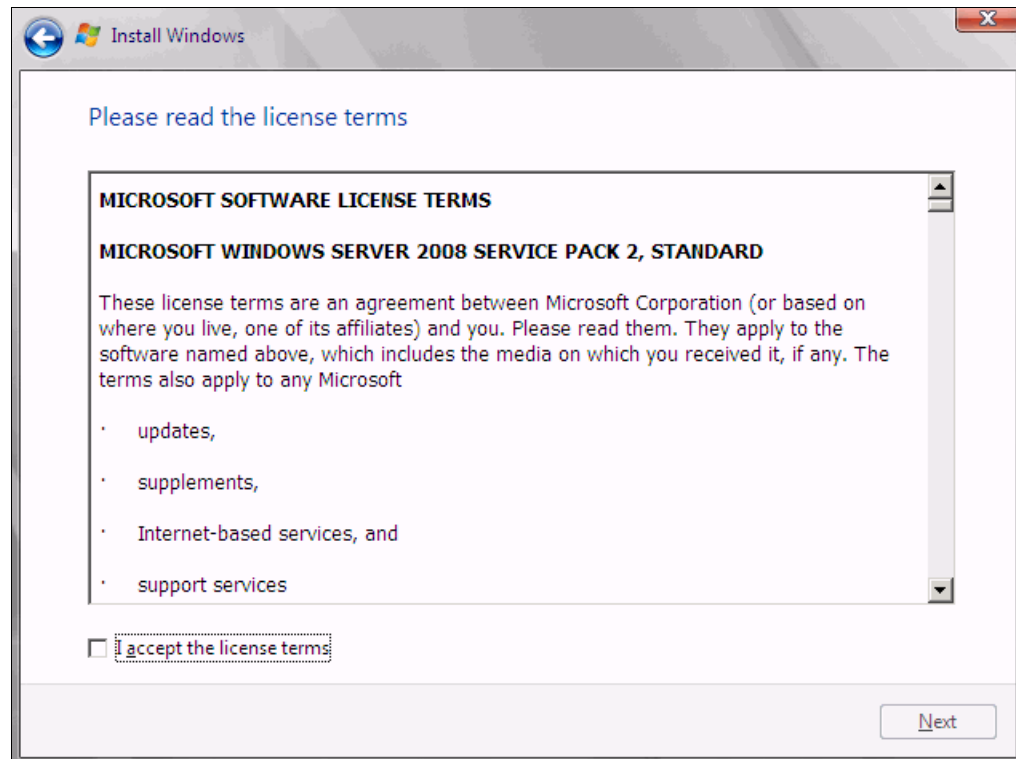 Install Windows
Please read the license terms
MICROSOFT SOFTWARE LICENSE TERMS
MICROSOFT WINDOWS SERVER 2008 SERVICE PACK 2, STANDARD
These license terms are an agreement between Microsoft Corporation (or based on
where you live, one of its affiliates) and you. Please read them. They apply to the
software named above, which includes the media on which you received it, if any. The
terms also apply to any Microsoft
· updates,
· supplements,
· Internet-based services, and
· support services
I accept the license terms
Next